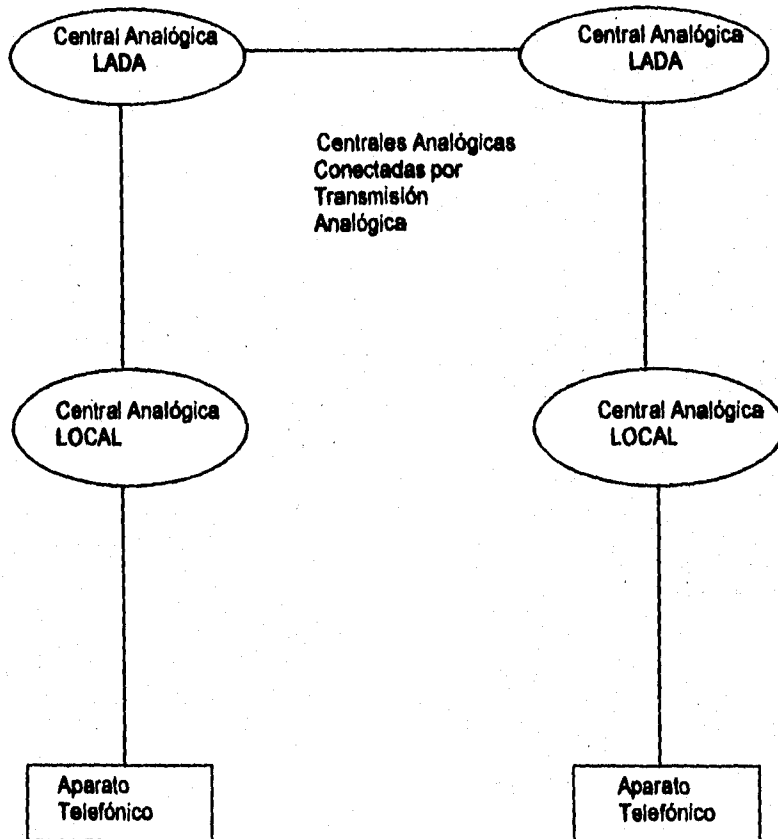 Central Analógica
LADA
Central Analógica
LADA
Centrales Analógicas
Conectadas por
Transmisión
Analógica
Central Analógica
LOCAL
Central Analógica
LOCAL
Aparato
Telefónico
Aparato
Telefónico